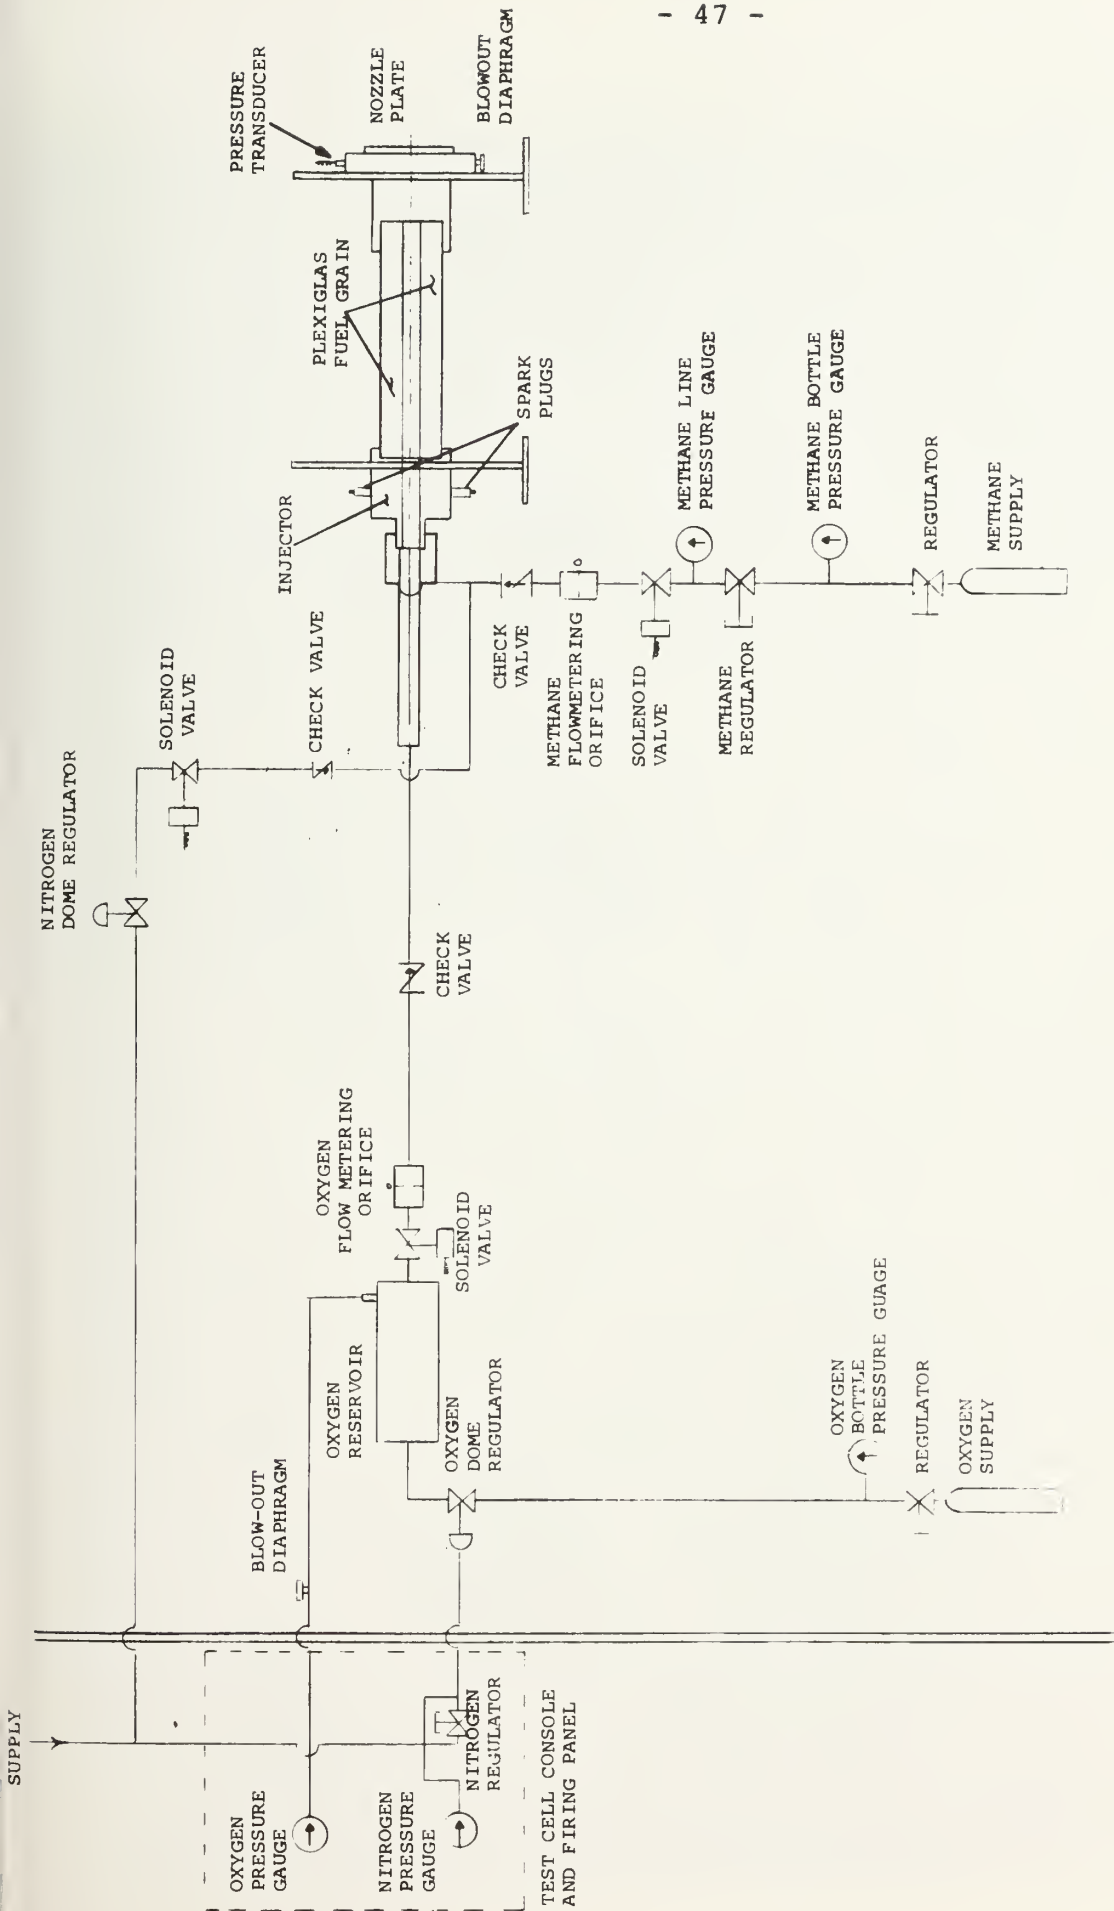 - 47 -
PRESSURE
TRANSDUCER
NOZZLE
PLATE
BLOWOUT
DIAPHRAGM
PLEXIGLAS
FUEL GRAIN
SPARK
PLUGS
INJECTOR
METHANE LINE
PRESSURE GAUGE
METHANE BOTTLE
PRESSURE GAUGE
REGULATOR
METHANE
SUPPLY
SOLENOID
VALVE
CHECK VALVE
CHECK
VALVE
METHANE
FLOWMETERING
ORIFICE
SOLENOID
VALVE
METHANE
REGULATOR
NITROGEN
DOME REGULATOR
CHECK
VALVE
OXYGEN
FLOW METERING
ORIFICE
SOLENOID
VALVE
OXYGEN
RESERVOIR
OXYGEN
DOME
REGULATOR
OXYGEN
BOTTLE
PRESSURE GUAGE
REGULATOR
OXYGEN
SUPPLY
BLOW-OUT
DIAPHRAGM
SUPPLY
NITROGEN
REGULATOR
OXYGEN
PRESSURE
GAUGE
NITROGEN
PRESSURE
GAUGE
TEST CELL CONSOLE
AND FIRING PANEL